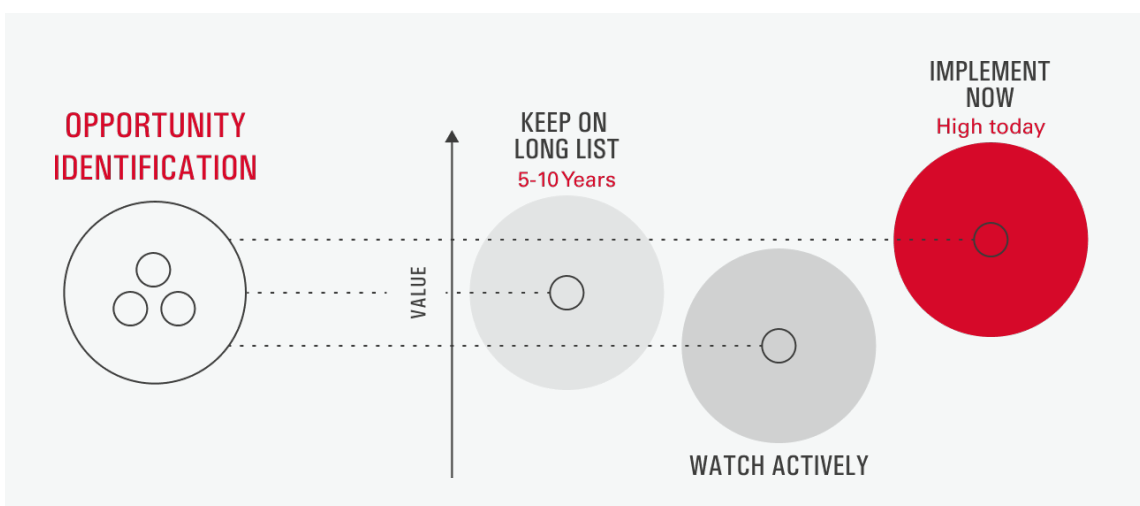 OPPORTUNITY
IDENTIFICATION
VALUE
KEEP ON
LONG LIST
5-10 Years
WATCH ACTIVELY
IMPLEMENT
NOW
High today